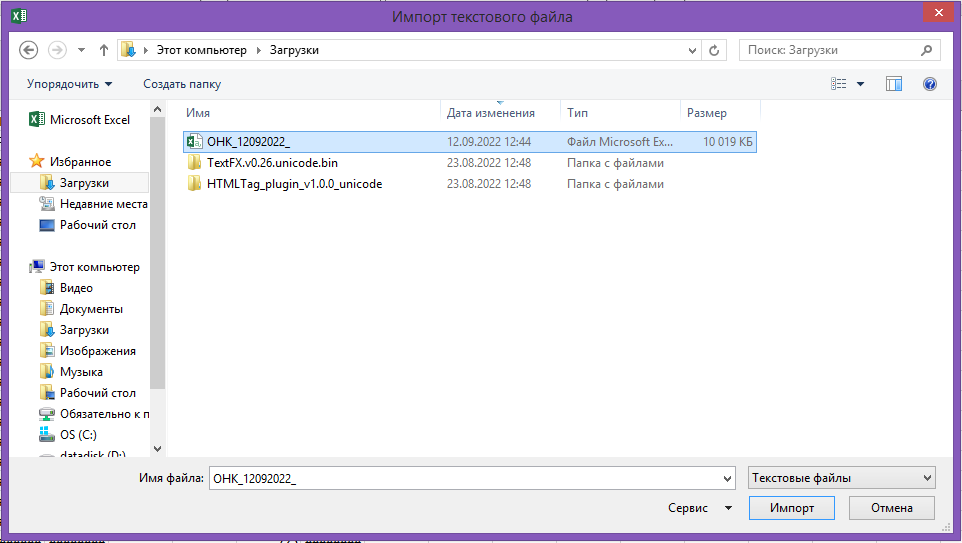 Импорт текстового файла
Этот компьютер
Загрузки
Поиск: Загрузки
Упорядочить
Создать папку
Имя
Дата изменения
Тип
Размер
Microsoft Excel
ОНК_12092022_ 12.09.2022 12:44 Файл Microsoft Ex... 10 019 КБ
Избранное
TextFX.v0.26.unicode.bin 23.08.2022 12:48 Папка с файлами
Загрузки
HTMLTag_plugin_v1.0.0_unicode 23.08.2022 12:48 Папка с файлами
Недавние места
Рабочий стол
Этот компьютер
Видео
Документы
Загрузки
Изображения
Музыка
Рабочий стол
Обязательно к п
OS (C:)
datadisk (D:)
Имя файла: ОНК_12092022_ Текстовые файлы
Сервис Импорт Отмена